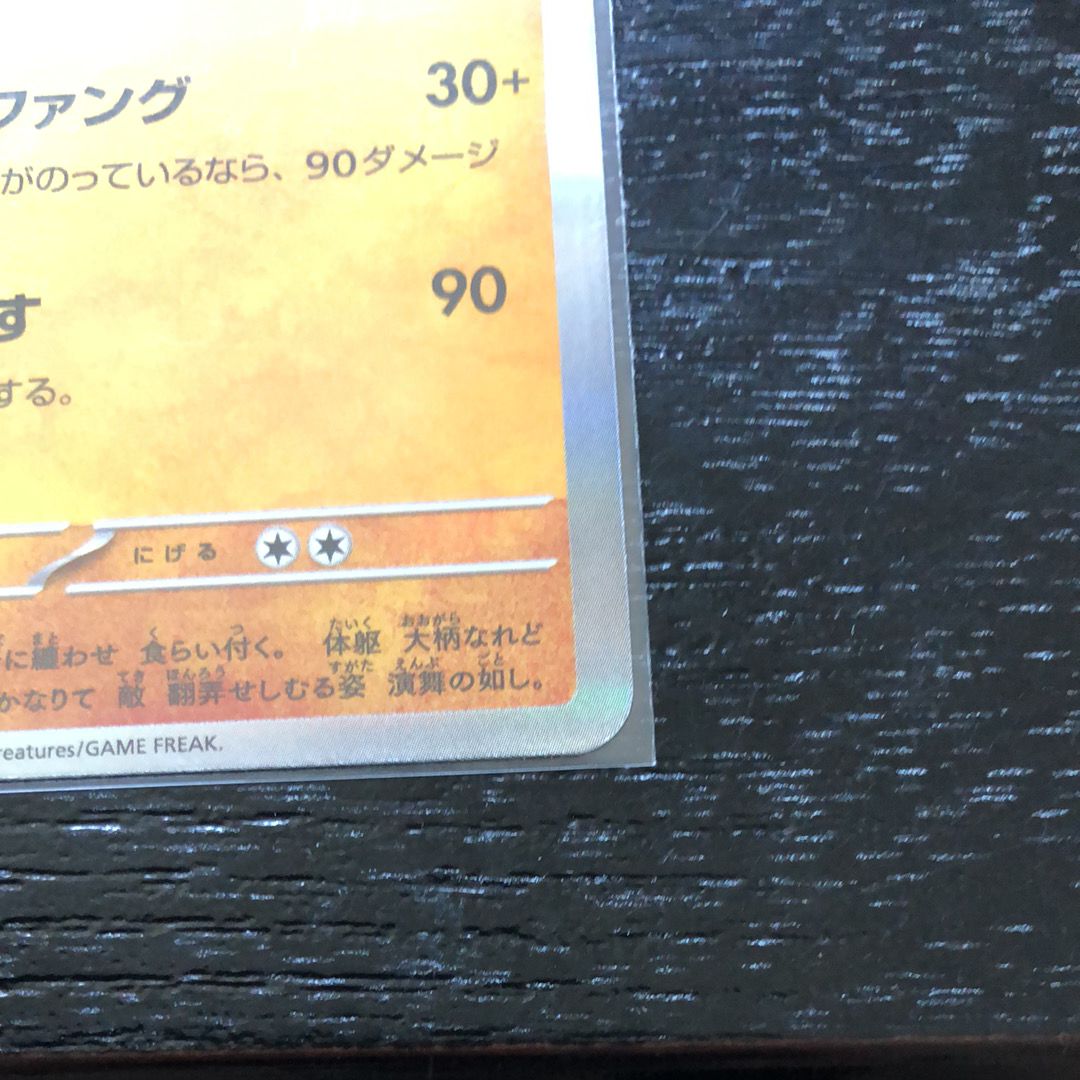 ファング 30+
がのっているなら、90ダメージ
す 90
する。
にげる
に纏わせ 食らい付く。 体躯 大柄なれど
かなりて 敵 翻弄せしむる姿 演舞の如し。
reatures/GAME FREAK.